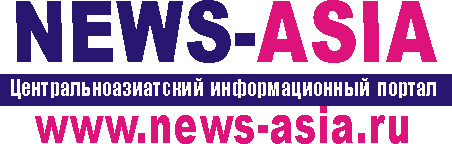 NEWS-ASIA
Центральноазиатский информационный портал
www.news-asia.ru